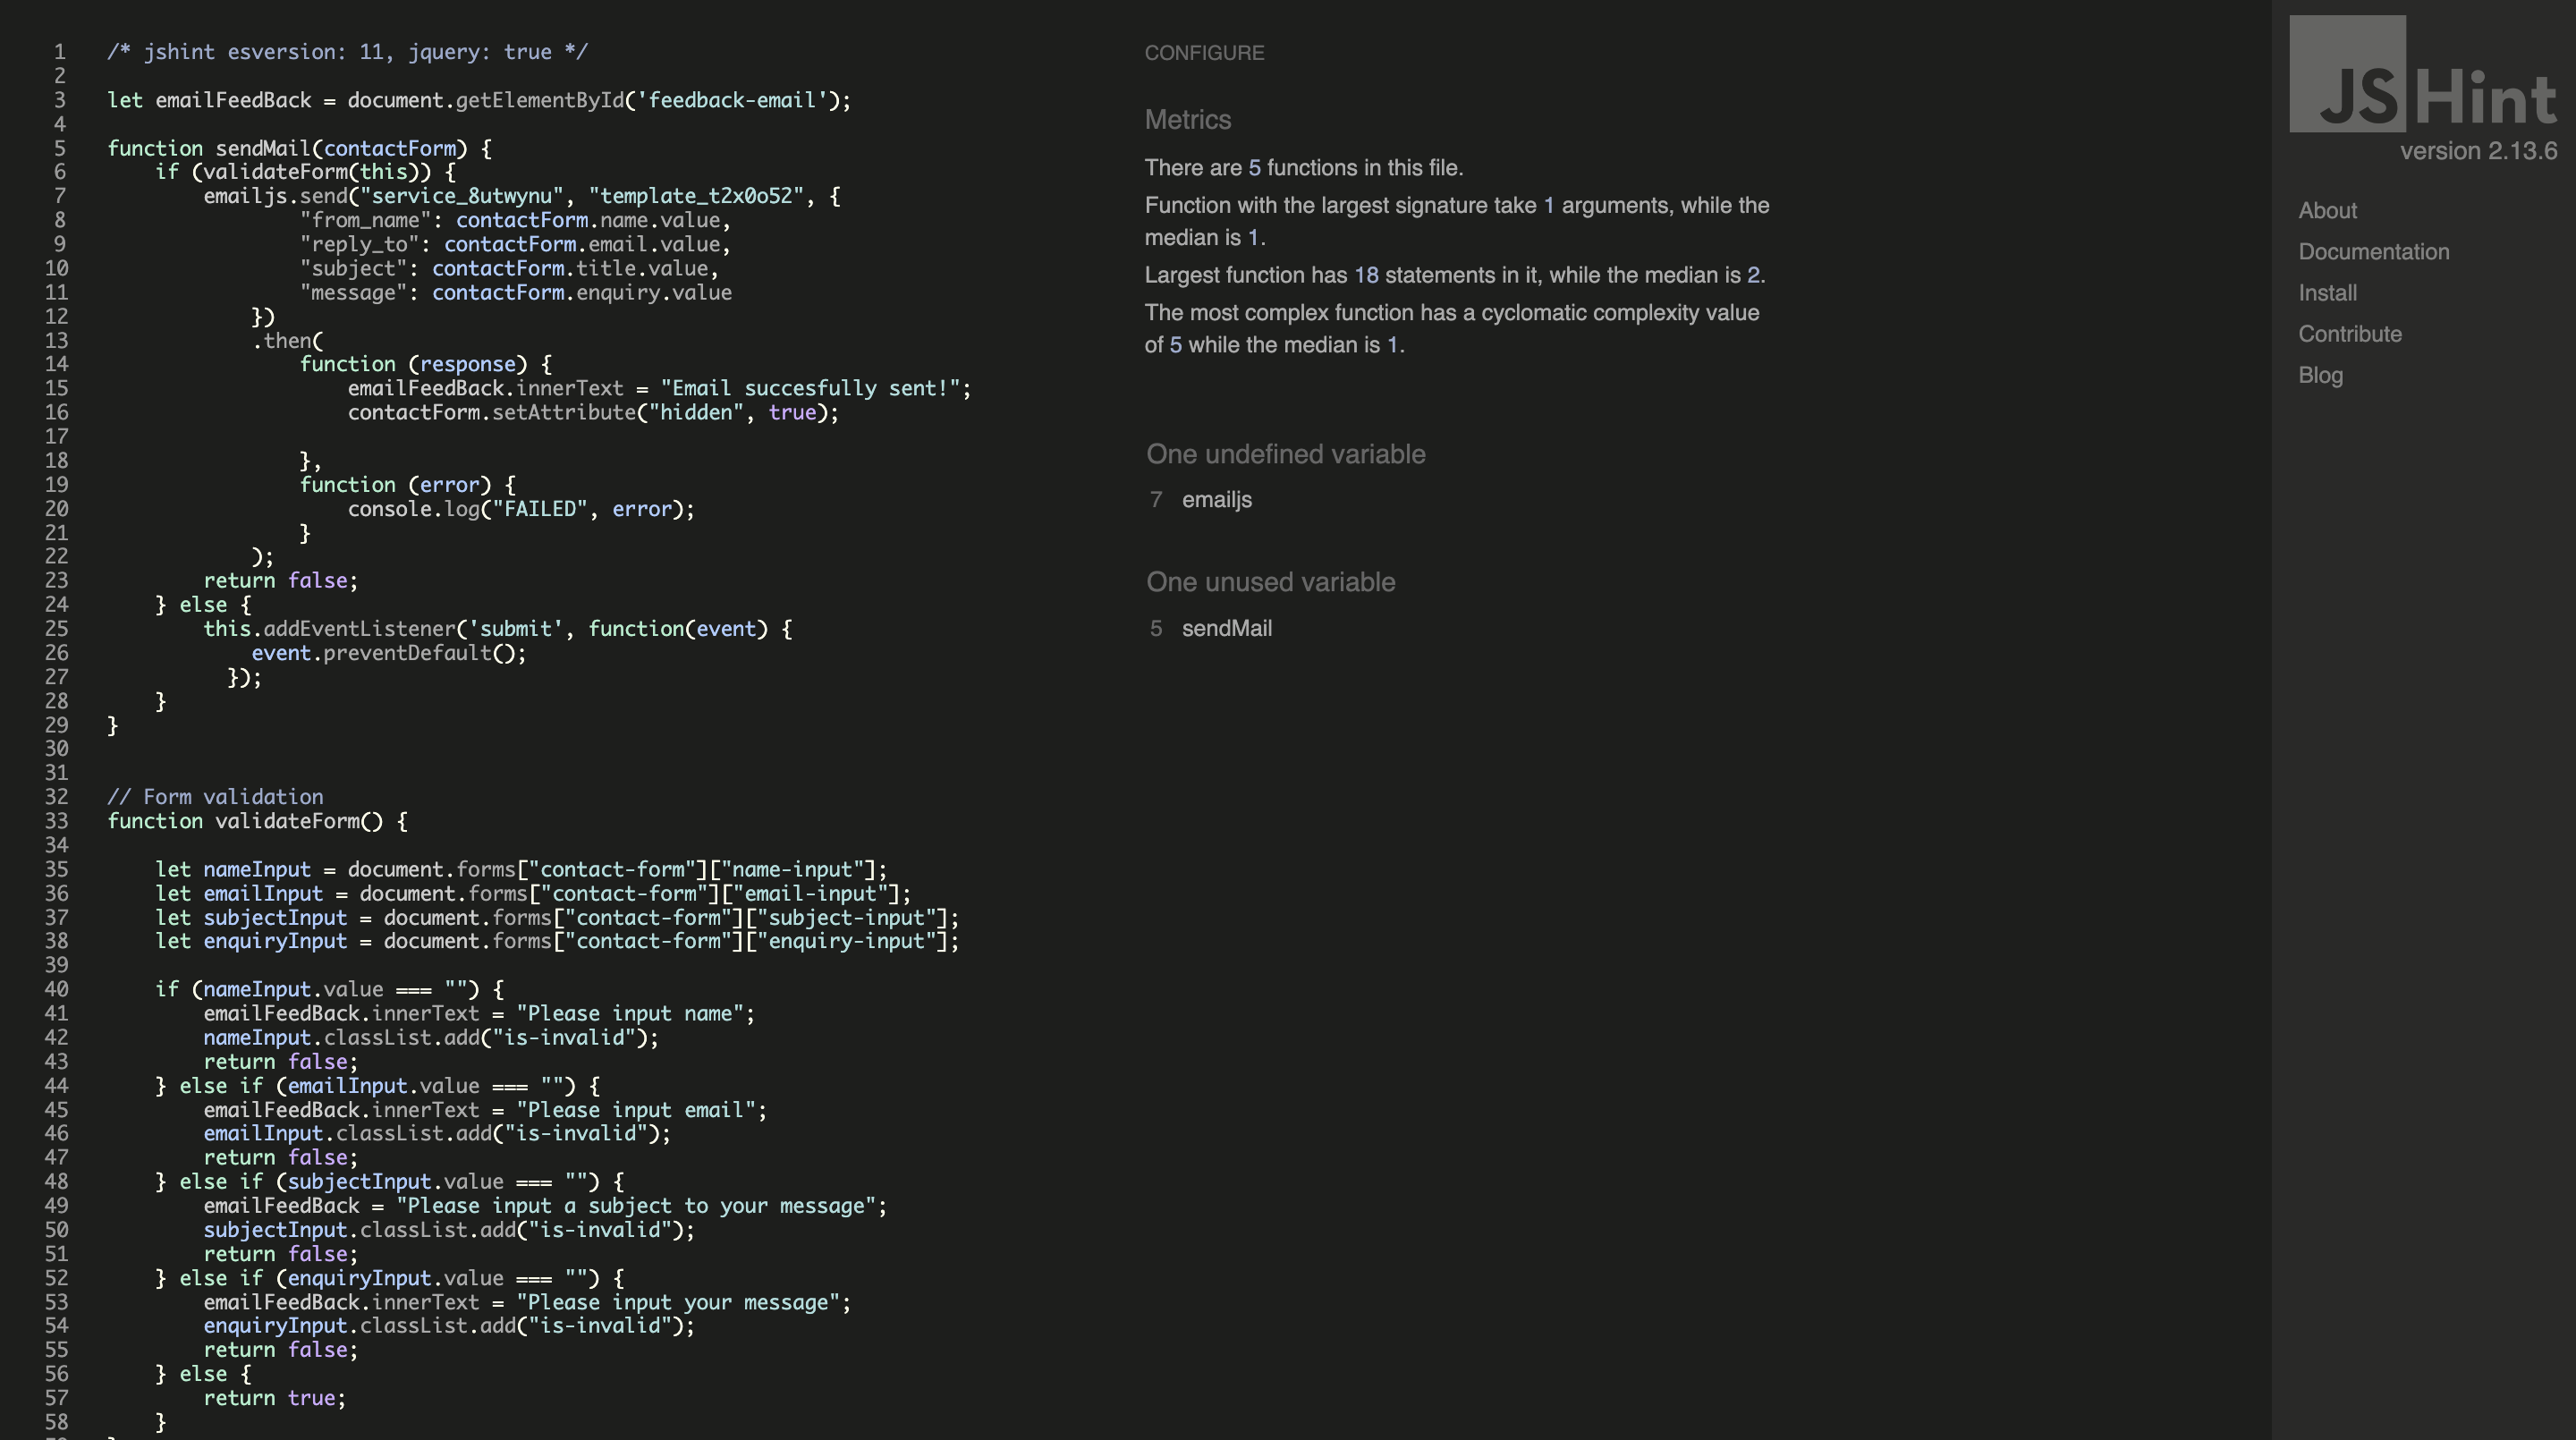 1 /* jshint esversion: 11, jquery: true */
2
3 let emailFeedBack = document.getElementById('feedback-email');
4
5 function sendMail(contactForm) {
6     if (validateForm(this)) {
7         emailjs.send("service_8utwynu", "template_t2x0o52", {
8                 "from_name": contactForm.name.value,
9                 "reply_to": contactForm.email.value,
10                 "subject": contactForm.title.value,
11                 "message": contactForm.enquiry.value
12             })
13             .then(
14                 function (response) {
15                     emailFeedBack.innerText = "Email succesfully sent!";
16                     contactForm.setAttribute("hidden", true);
17
18                 },
19                 function (error) {
20                     console.log("FAILED", error);
21                 }
22             );
23         return false;
24     } else {
25         this.addEventListener('submit', function(event) {
26             event.preventDefault();
27           });
28     }
29 }
30
31
32 // Form validation
33 function validateForm() {
34
35     let nameInput = document.forms["contact-form"]["name-input"];
36     let emailInput = document.forms["contact-form"]["email-input"];
37     let subjectInput = document.forms["contact-form"]["subject-input"];
38     let enquiryInput = document.forms["contact-form"]["enquiry-input"];
39
40     if (nameInput.value === "") {
41         emailFeedBack.innerText = "Please input name";
42         nameInput.classList.add("is-invalid");
43         return false;
44     } else if (emailInput.value === "") {
45         emailFeedBack.innerText = "Please input email";
46         emailInput.classList.add("is-invalid");
47         return false;
48     } else if (subjectInput.value === "") {
49         emailFeedBack = "Please input a subject to your message";
50         subjectInput.classList.add("is-invalid");
51         return false;
52     } else if (enquiryInput.value === "") {
53         emailFeedBack.innerText = "Please input your message";
54         enquiryInput.classList.add("is-invalid");
55         return false;
56     } else {
57         return true;
58     }
CONFIGURE
Metrics
There are 5 functions in this file.
Function with the largest signature take 1 arguments, while the
median is 1.
Largest function has 18 statements in it, while the median is 2.
The most complex function has a cyclomatic complexity value
of 5 while the median is 1.
One undefined variable
7 emailjs
One unused variable
5 sendMail
JSHint
version 2.13.6
About
Documentation
Install
Contribute
Blog